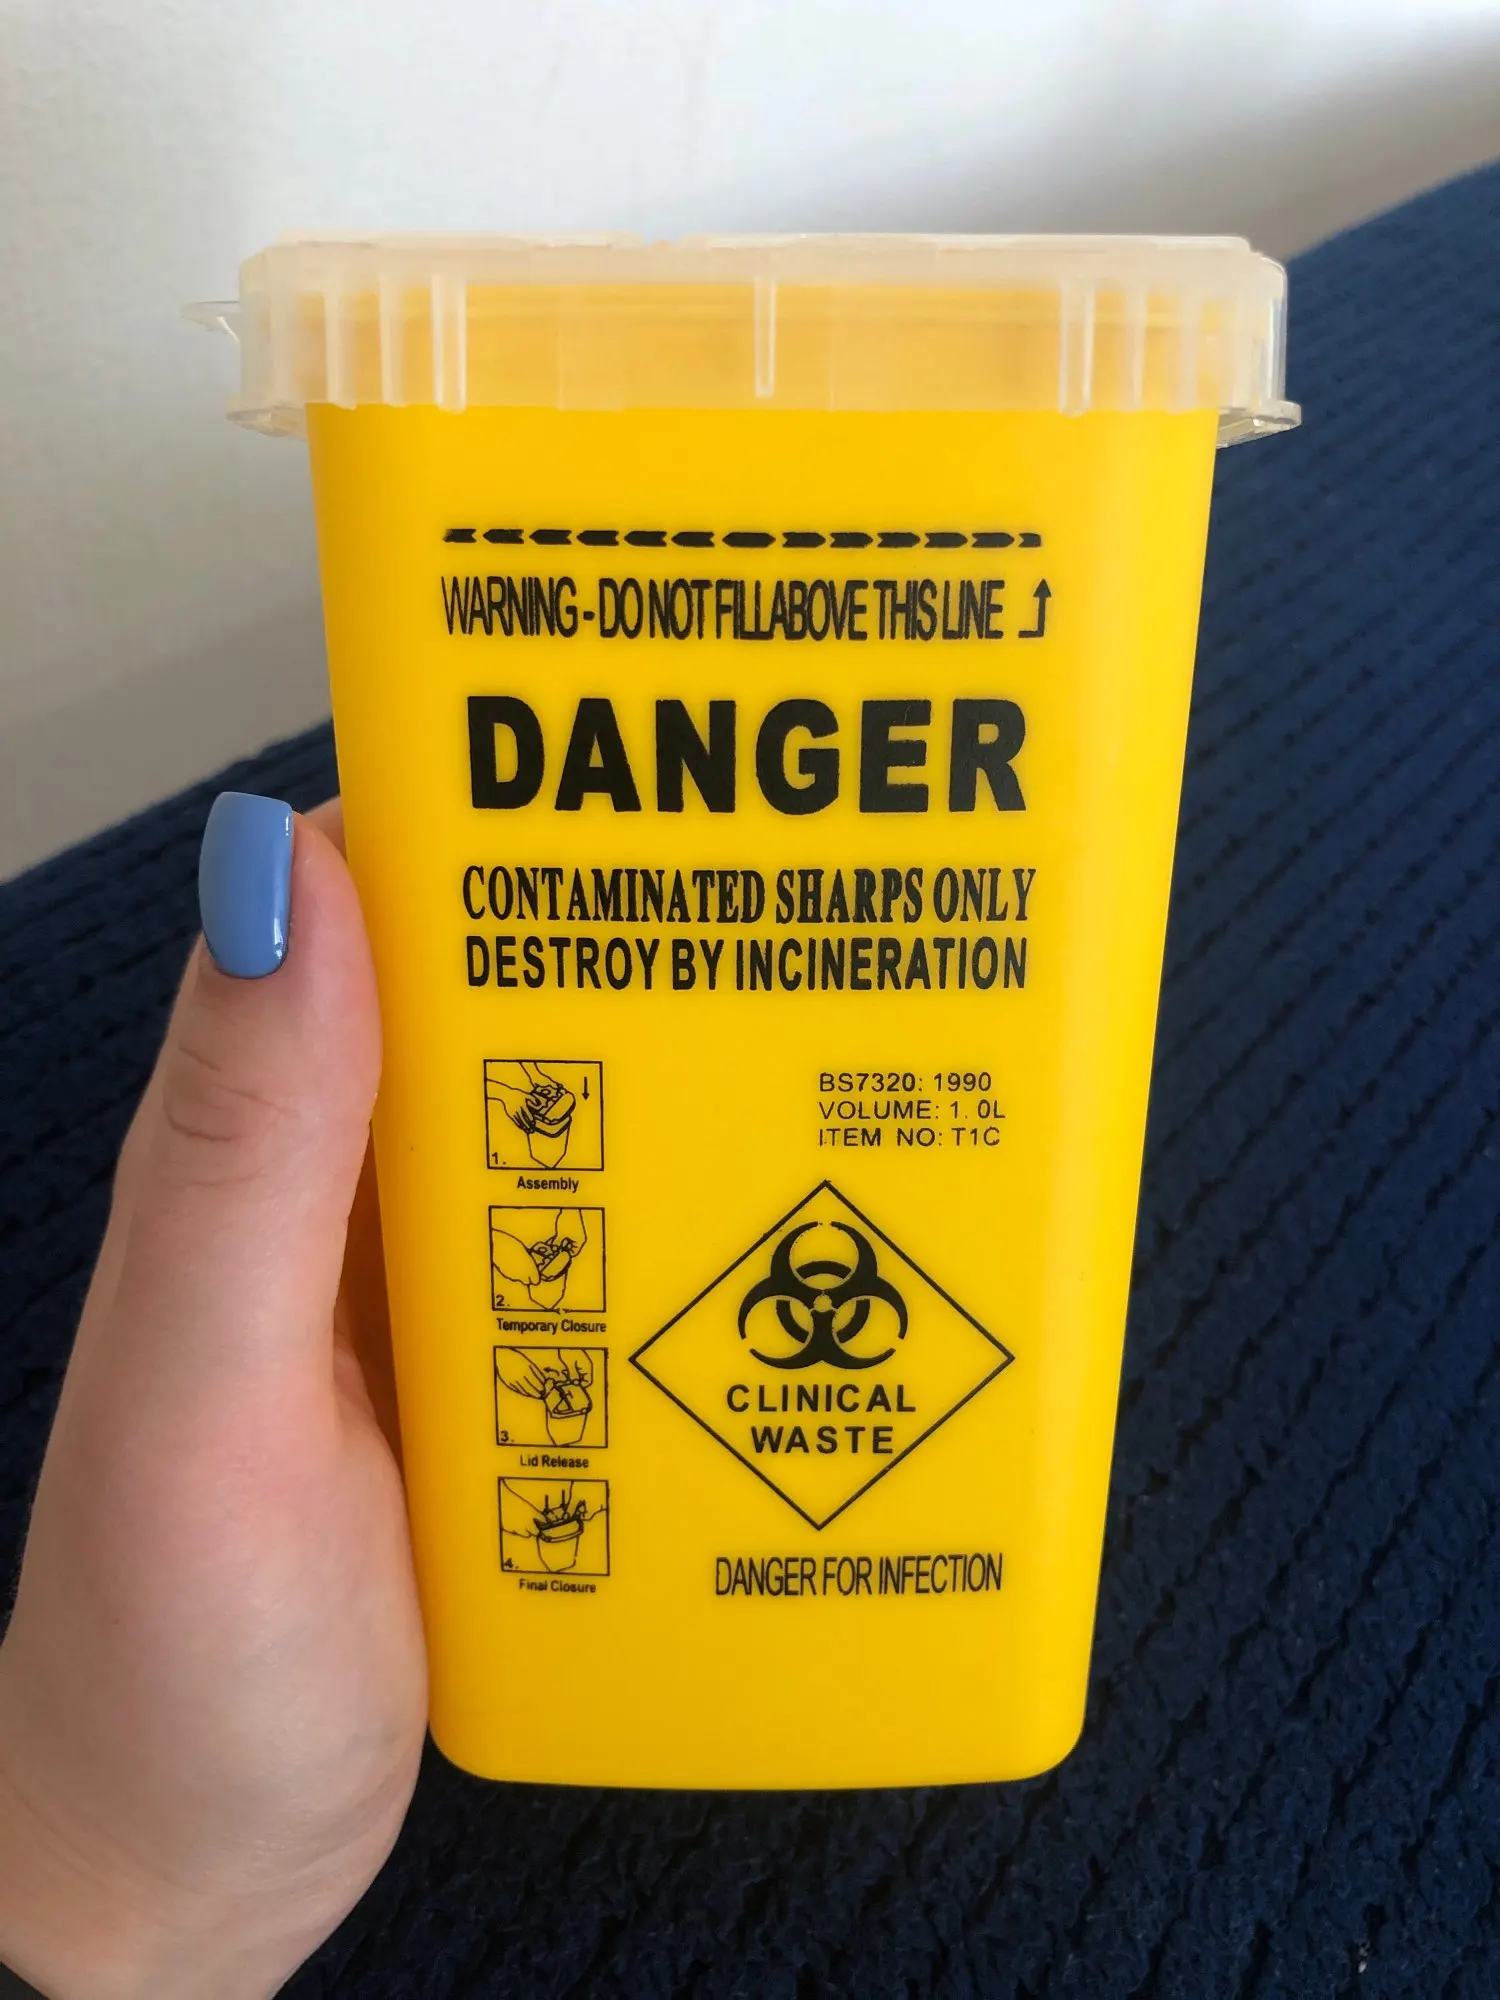 WARNING - DO NOT FILL ABOVE THIS LINE
DANGER
CONTAMINATED SHARPS ONLY
DESTROY BY INCINERATION
1.
Assembly
2.
Temporary Closure
3.
Lid Release
4.
Final Closure
BS7320: 1990
VOLUME: 1. 0L
ITEM NO: T1C
CLINICAL
WASTE
DANGER FOR INFECTION